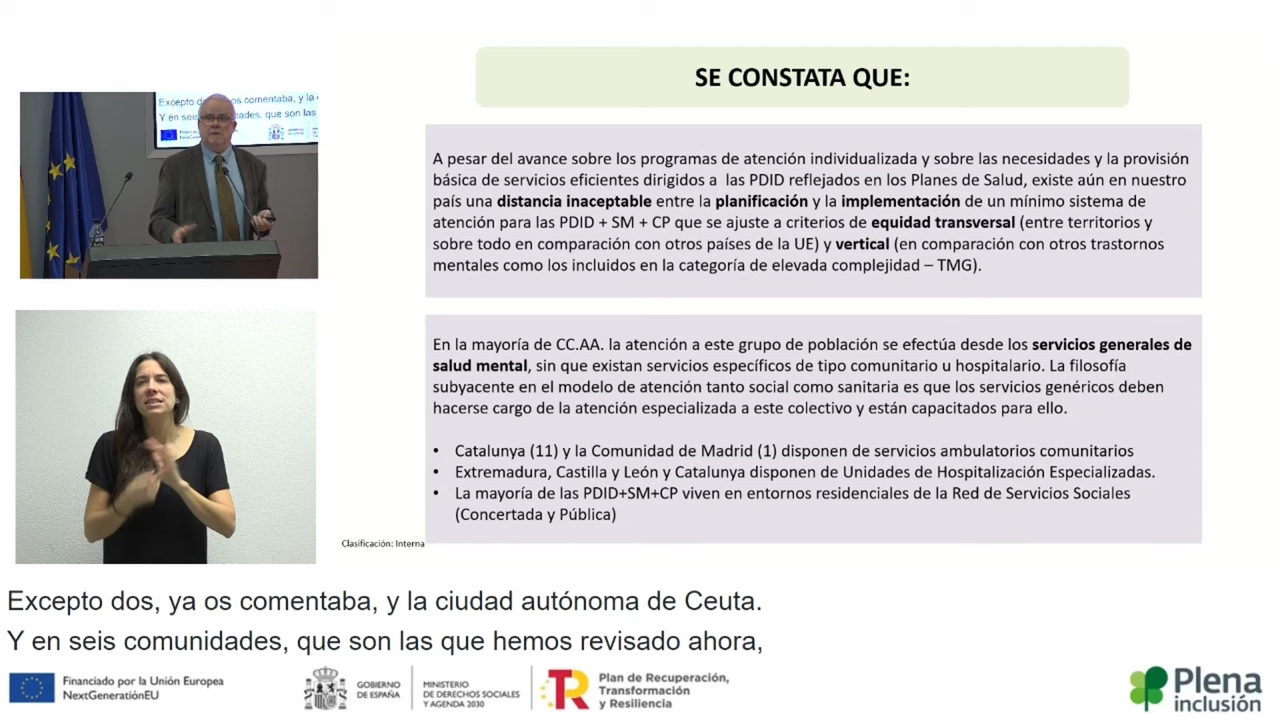 SE CONSTATA QUE:
A pesar del avance sobre los programas de atención individualizada y sobre las necesidades y la provisión
básica de servicios eficientes dirigidos a las PDID reflejados en los Planes de Salud, existe aún en nuestro
país una distancia inaceptable entre la planificación y la implementación de un mínimo sistema de
atención para las PDID + SM + CP que se ajuste a criterios de equidad transversal (entre territorios y
sobre todo en comparación con otros países de la UE) y vertical (en comparación con otros trastornos
mentales como los incluidos en la categoría de elevada complejidad – TMG).
En la mayoría de CC.AA. la atención a este grupo de población se efectúa desde los servicios generales de
salud mental, sin que existan servicios específicos de tipo comunitario u hospitalario. La filosofía
subyacente en el modelo de atención tanto social como sanitaria es que los servicios genéricos deben
hacerse cargo de la atención especializada a este colectivo y están capacitados para ello.
• Catalunya (11) y la Comunidad de Madrid (1) disponen de servicios ambulatorios comunitarios
• Extremadura, Castilla y León y Catalunya disponen de Unidades de Hospitalización Especializadas.
• La mayoría de las PDID+SM+CP viven en entornos residenciales de la Red de Servicios Sociales
(Concertada y Pública)
Clasificación: Interna
Excepto dos, ya os comentaba, y la ciudad autónoma de Ceuta.
Y en seis comunidades, que son las que hemos revisado ahora,
Financiado por la Unión Europea
NextGenerationEU
GOBIERNO
DE ESPAÑA
MINISTERIO
DE DERECHOS SOCIALES
Y AGENDA 2030
Plan de Recuperación,
Transformación
y Resiliencia
Plena
inclusión